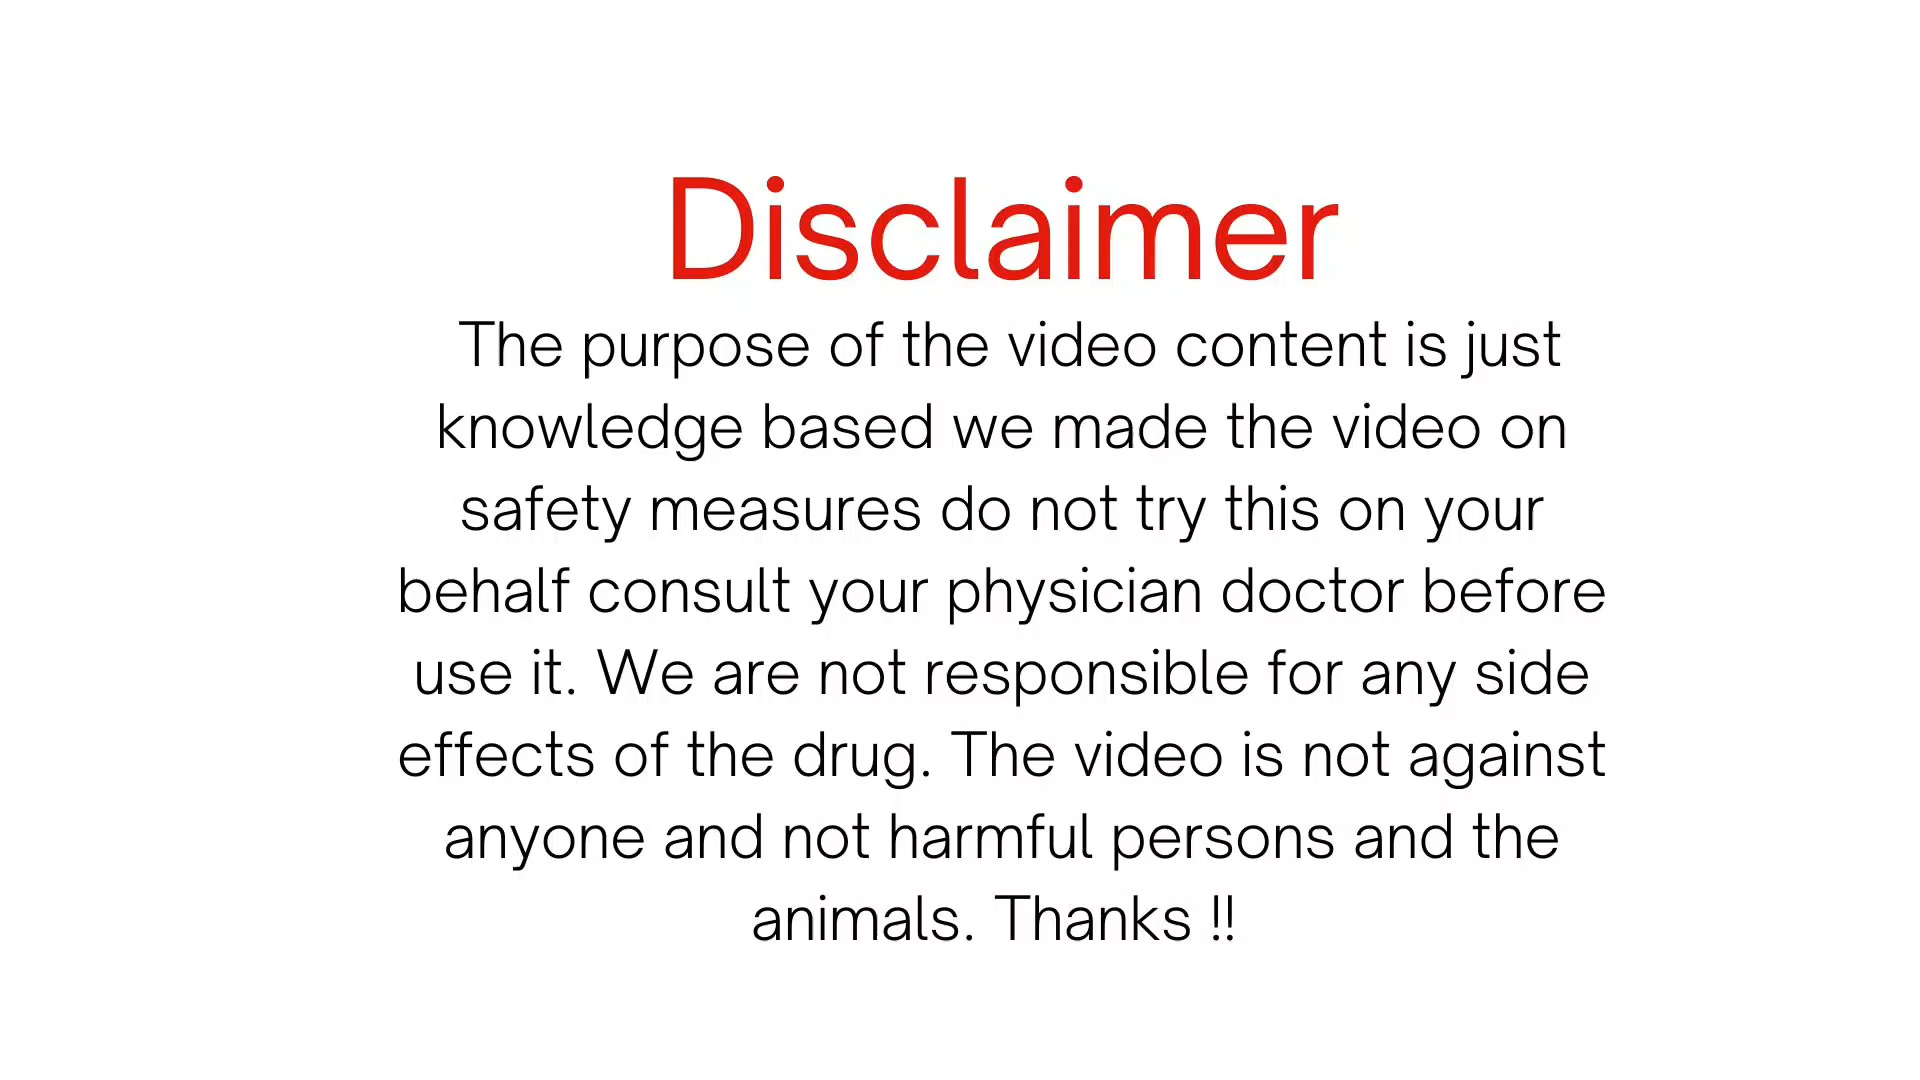 Disclaimer
The purpose of the video content is just
knowledge based we made the video on
safety measures do not try this on your
behalf consult your physician doctor before
use it. We are not responsible for any side
effects of the drug. The video is not against
anyone and not harmful persons and the
animals. Thanks !!